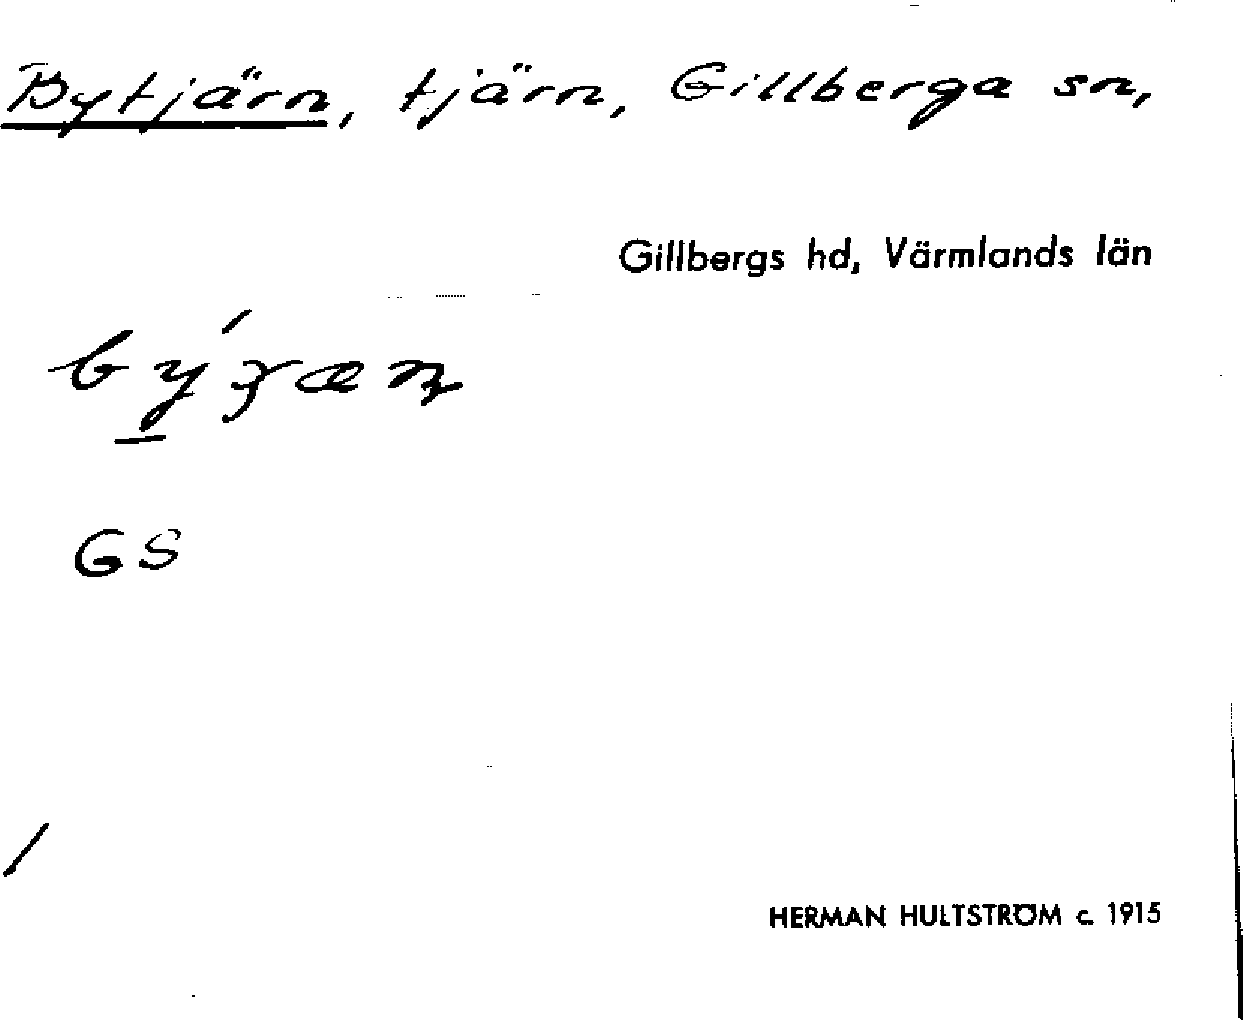 Bytjärn, tjärn, Gillberga sn,
Gillbergs hd, Värmlands län
GS
/
HERMAN HULTSTRÖM c. 1915